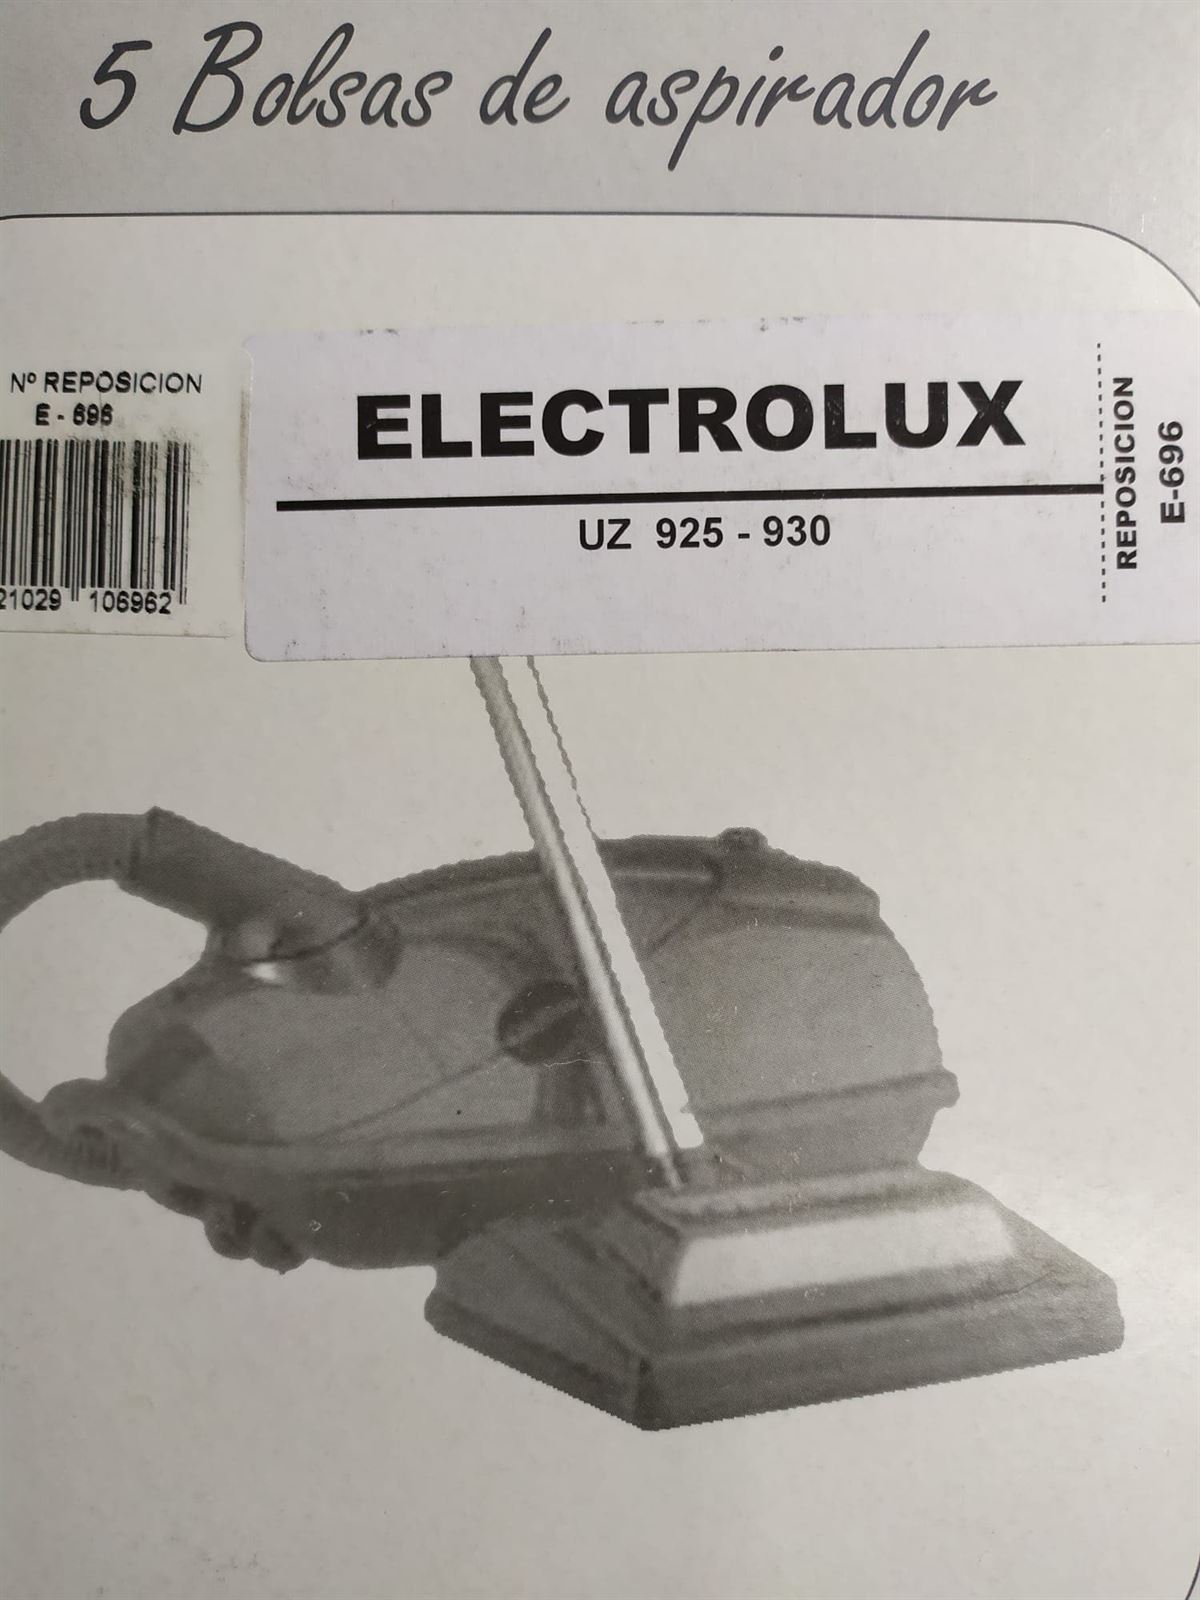 5 Bolsas de aspirador
Nº REPOSICION
E - 696
21029 106962
ELECTROLUX
UZ 925 - 930
REPOSICION
E-696